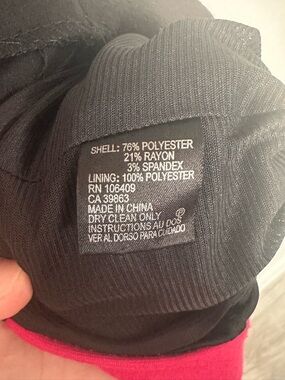 SHELL: 76% POLYESTER
21% RAYON
3% SPANDEX
LINING: 100% POLYESTER
RN 106409
CA 39863
MADE IN CHINA
DRY CLEAN ONLY
INSTRUCTIONS AU DOS
VER AL DORSO PARA CUIDADO